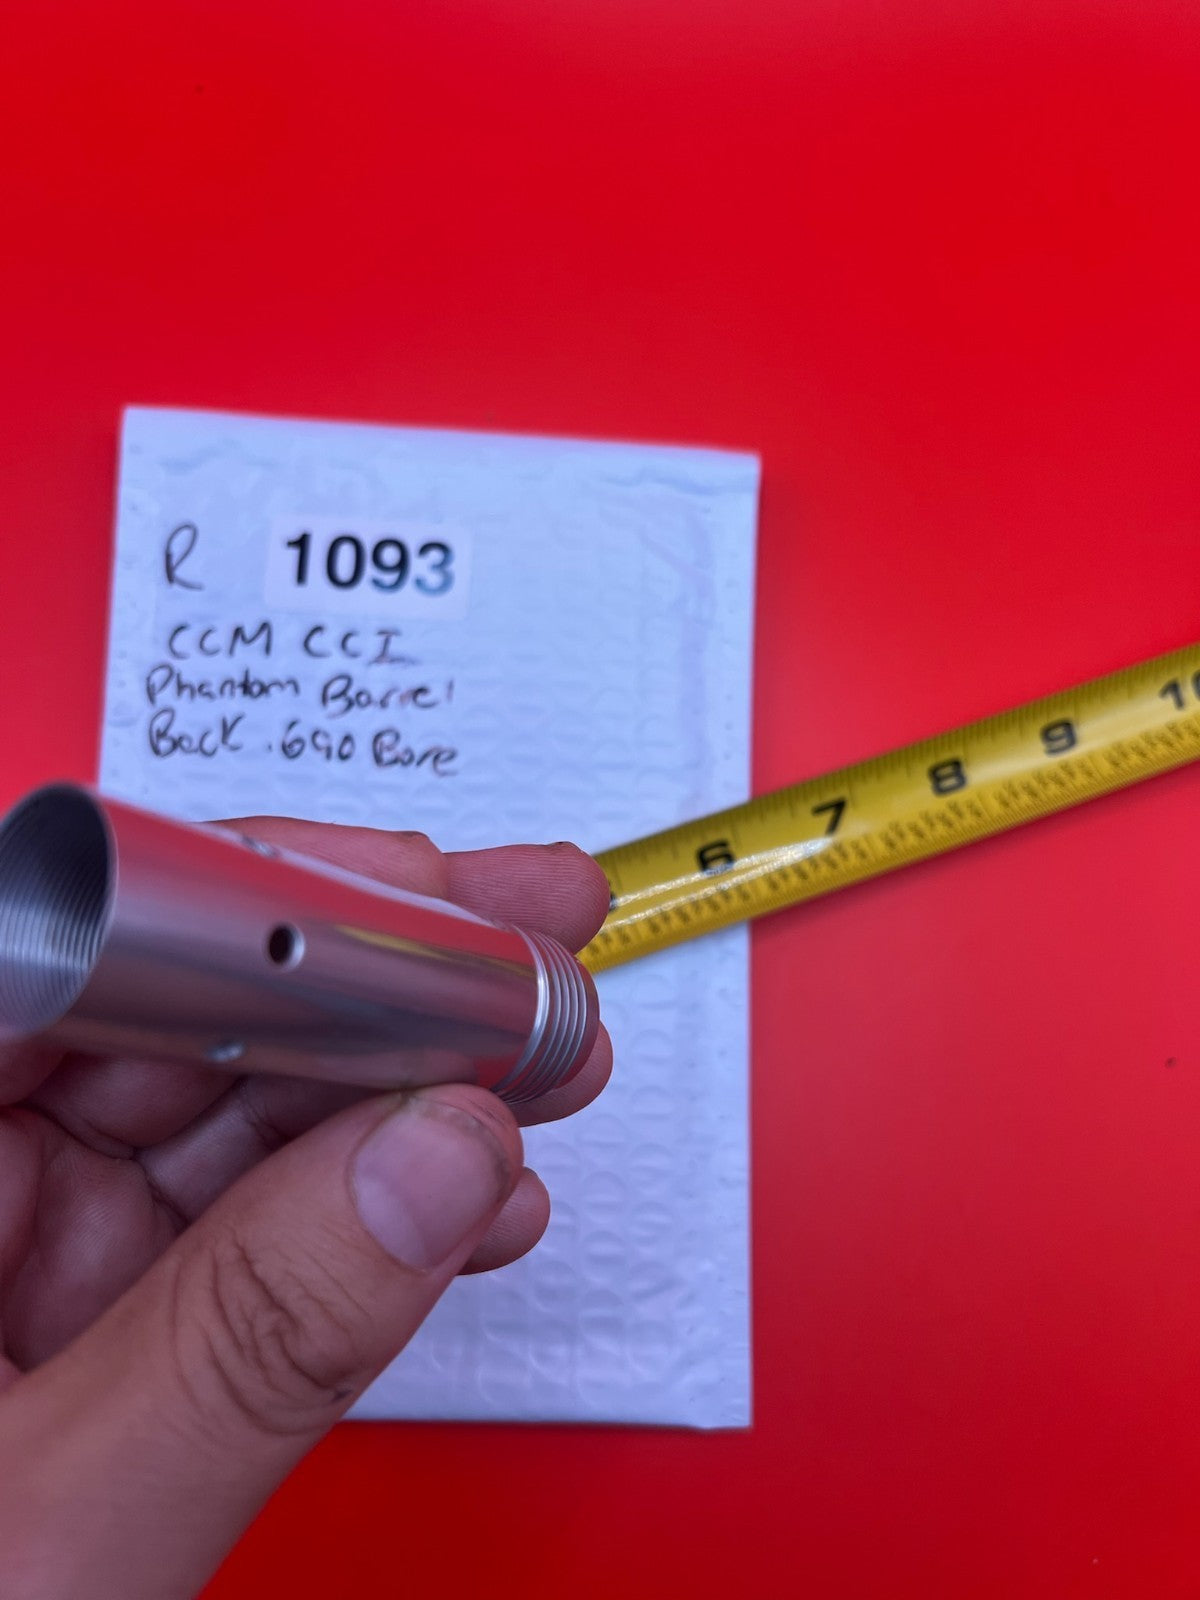 R 1093
CCM CCI
Phantom Barrel
Back .690 Bore
6 7 8 9 10